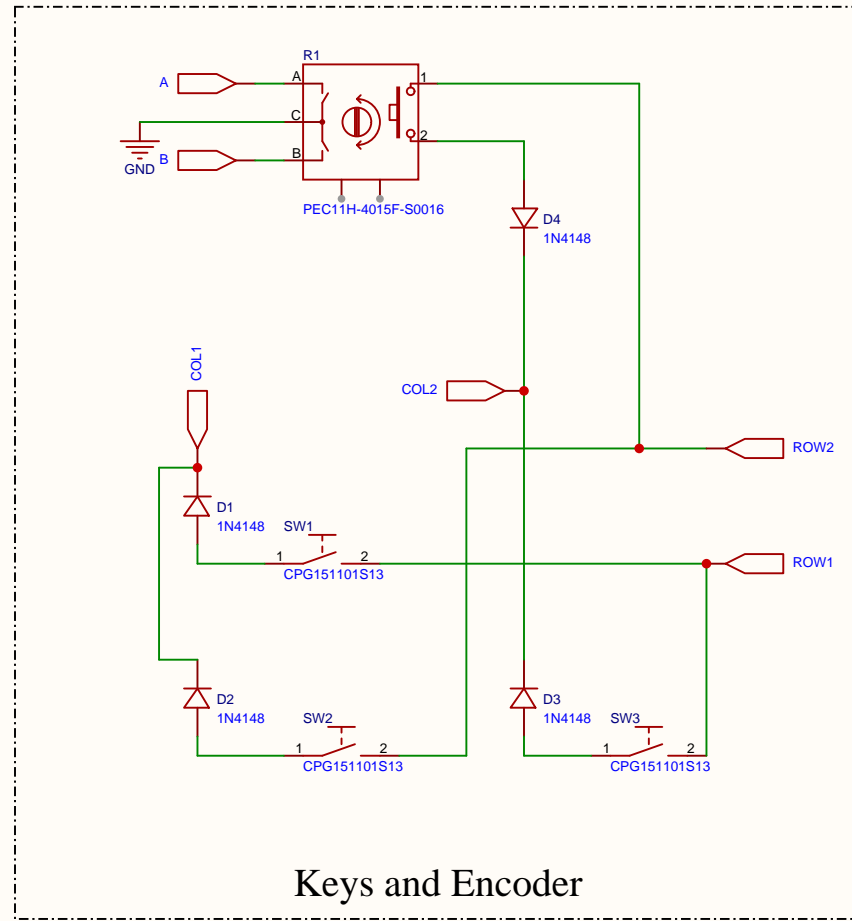 R1
A
A
1
C
GND
B
B
2
PEC11H-4015F-S0016
D4
1N4148
COL1
COL2
ROW2
D1
1N4148
SW1
1
2
CPG151101S13
ROW1
D2
1N4148
SW2
1
2
CPG151101S13
D3
1N4148
SW3
1
2
CPG151101S13
Keys and Encoder